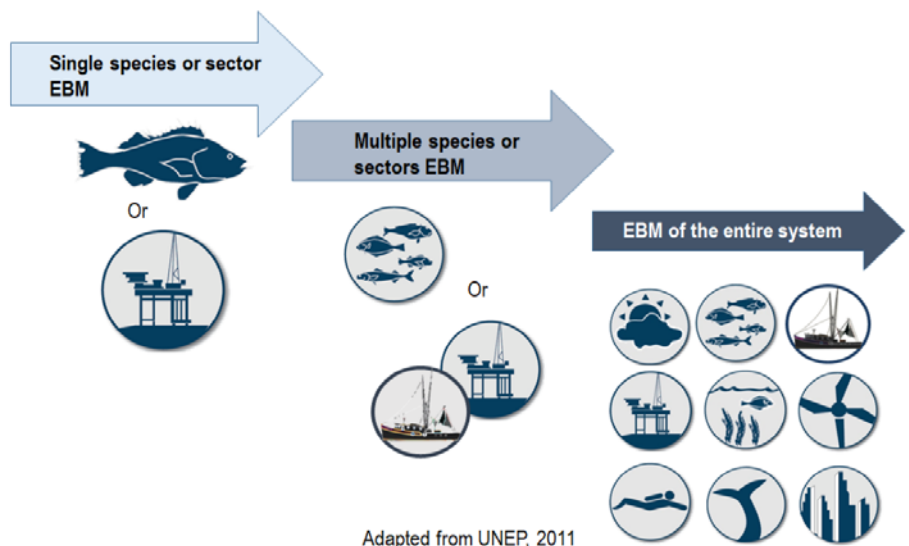 Single species or sector
EBM
Or
Multiple species or
sectors EBM
Or
EBM of the entire system
Adapted from UNEP, 2011